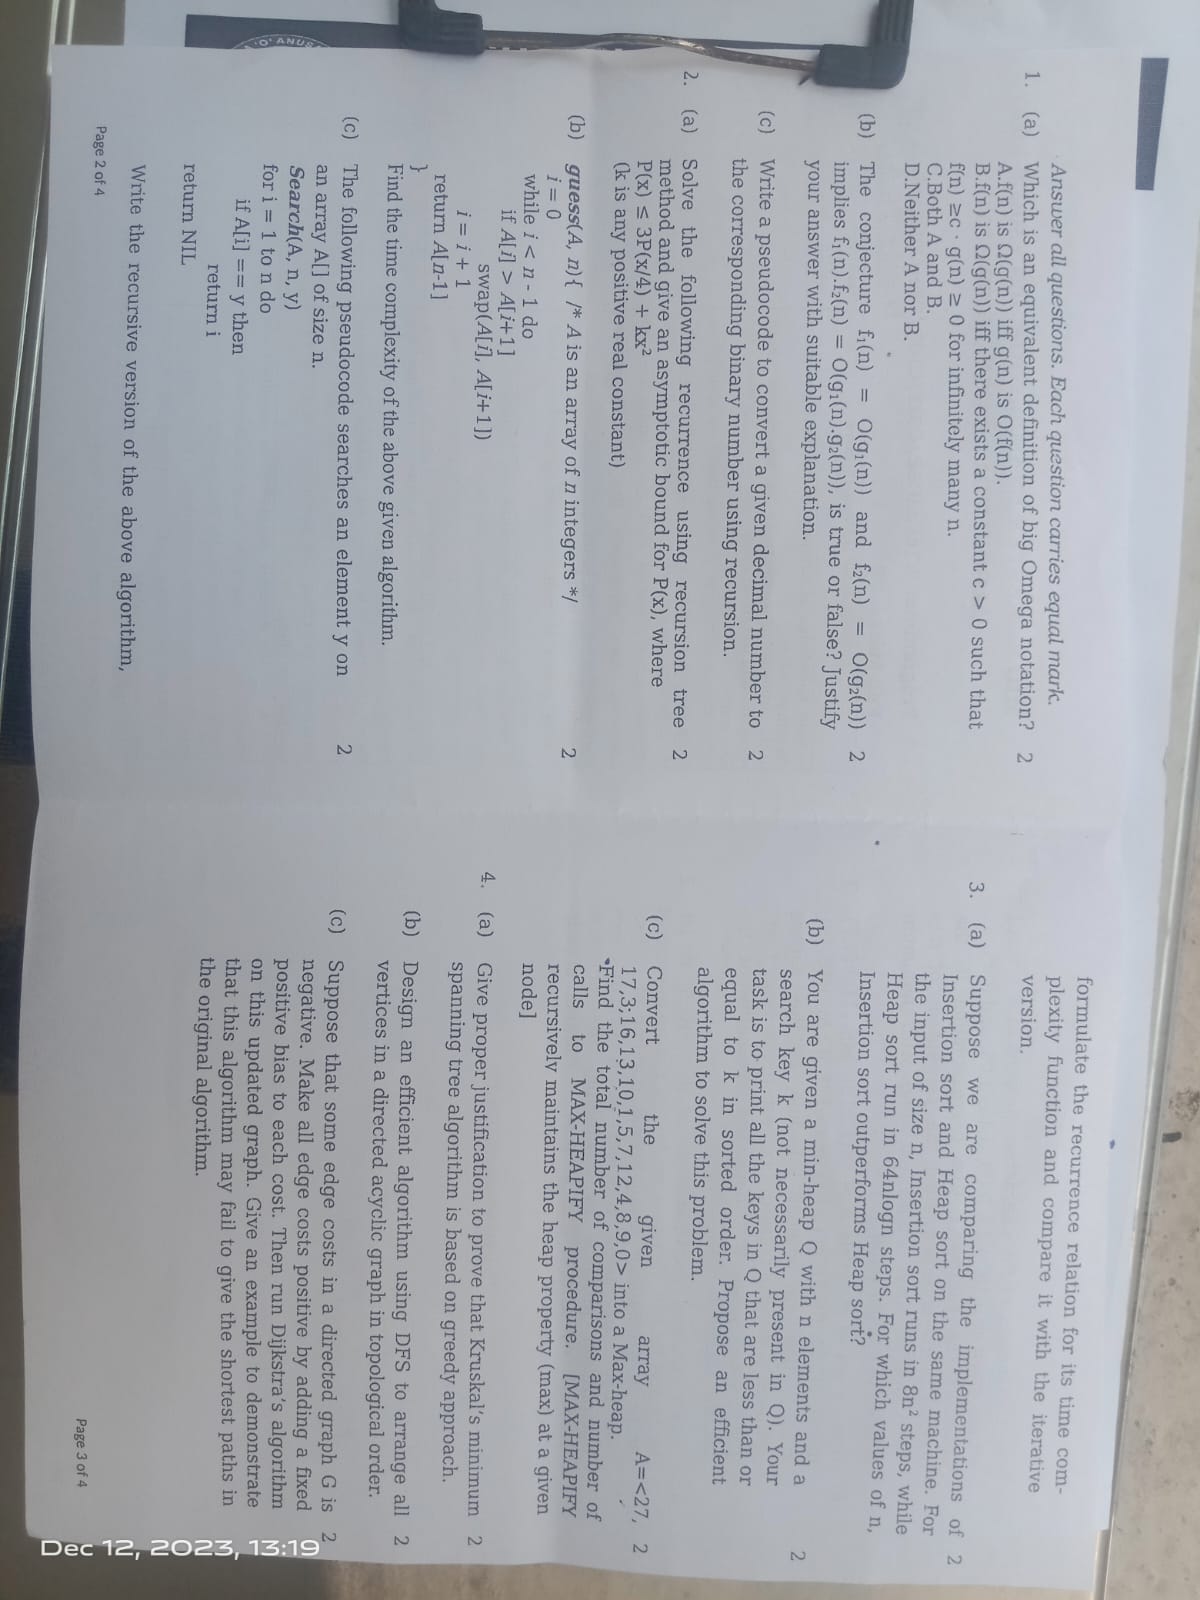 Answer all questions. Each question carries equal mark.
1. (a) Which is an equivalent definition of big Omega notation? 2
A.f(n) is Ω(g(n)) iff g(n) is O(f(n)).
B.f(n) is Ω(g(n)) iff there exists a constant c > 0 such that
f(n) ≥c · g(n) ≥ 0 for infinitely many n.
C.Both A and B.
D.Neither A nor B.
(b) The conjecture f₁(n) = O(g₁(n)) and f₂(n) = O(g₂(n)) 2
implies f₁(n).f₂(n) = O(g₁(n).g₂(n)), is true or false? Justify
your answer with suitable explanation.
(c) Write a pseudocode to convert a given decimal number to 2
the corresponding binary number using recursion.
2. (a) Solve the following recurrence using recursion tree 2
method and give an asymptotic bound for P(x), where
P(x) ≤ 3P(x/4) + kx²
(k is any positive real constant)
(b) guess(A, n){ /* A is an array of n integers */ 2
i = 0
while i < n - 1 do
if A[i] > A[i+1]
swap(A[i], A[i+1])
i = i + 1
return A[n-1]
}
Find the time complexity of the above given algorithm.
(c) The following pseudocode searches an element y on 2
an array A[] of size n.
Search(A, n, y)
for i = 1 to n do
if A[i] == y then
return i
return NIL
Write the recursive version of the above algorithm,
Page 2 of 4
formulate the recurrence relation for its time com-
plexity function and compare it with the iterative
version.
3. (a) Suppose we are comparing the implementations of 2
Insertion sort and Heap sort on the same machine. For
the input of size n, Insertion sort runs in 8n² steps, while
Heap sort run in 64nlogn steps. For which values of n,
Insertion sort outperforms Heap sort?
(b) You are given a min-heap Q with n elements and a 2
search key k (not necessarily present in Q). Your
task is to print all the keys in Q that are less than or
equal to k in sorted order. Propose an efficient
algorithm to solve this problem.
(c) Convert the given array A=<27, 2
17,3;16,13,10,1,5,7,12,4,8,9,0> into a Max-heap.
Find the total number of comparisons and number of
calls to MAX-HEAPIFY procedure. [MAX-HEAPIFY
recursively maintains the heap property (max) at a given
node]
4. (a) Give proper justification to prove that Kruskal's minimum 2
spanning tree algorithm is based on greedy approach.
(b) Design an efficient algorithm using DFS to arrange all 2
vertices in a directed acyclic graph in topological order.
(c) Suppose that some edge costs in a directed graph G is 2
negative. Make all edge costs positive by adding a fixed
positive bias to each cost. Then run Dijkstra's algorithm
on this updated graph. Give an example to demonstrate
that this algorithm may fail to give the shortest paths in
the original algorithm.
Page 3 of 4
Dec 12, 2023, 13:19